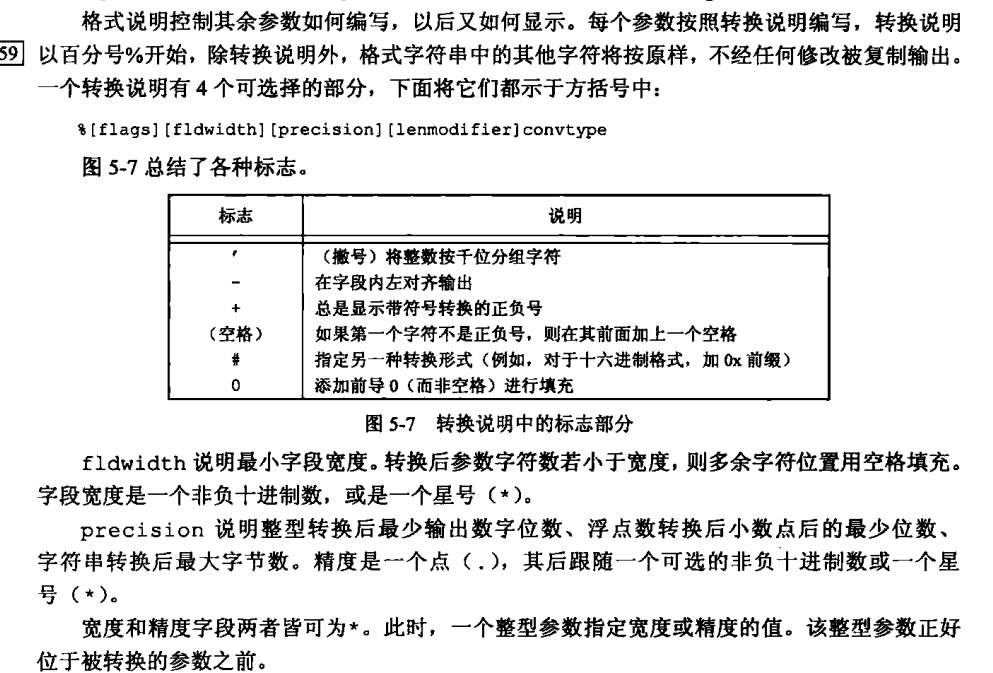 格式说明控制其余参数如何编写，以后又如何显示。每个参数按照转换说明编写，转换说明
59 以百分号%开始，除转换说明外，格式字符串中的其他字符将按原样，不经任何修改被复制输出。
一个转换说明有 4 个可选择的部分，下面将它们都示于方括号中：
%[flags][fldwidth][precision][lenmodifier]convtype
图 5-7 总结了各种标志。
标志 说明
' （撇号）将整数按千位分组字符
- 在字段内左对齐输出
+ 总是显示带符号转换的正负号
（空格） 如果第一个字符不是正负号，则在其前面加上一个空格
# 指定另一种转换形式（例如，对于十六进制格式，加 0x 前缀）
0 添加前导 0（而非空格）进行填充
图 5-7 转换说明中的标志部分
fldwidth 说明最小字段宽度。转换后参数字符数若小于宽度，则多余字符位置用空格填充。
字段宽度是一个非负十进制数，或是一个星号（*）。
precision 说明整型转换后最少输出数字位数、浮点数转换后小数点后的最少位数、
字符串转换后最大字节数。精度是一个点（.），其后跟随一个可选的非负十进制数或一个星
号（*）。
宽度和精度字段两者皆可为*。此时，一个整型参数指定宽度或精度的值。该整型参数正好
位于被转换的参数之前。